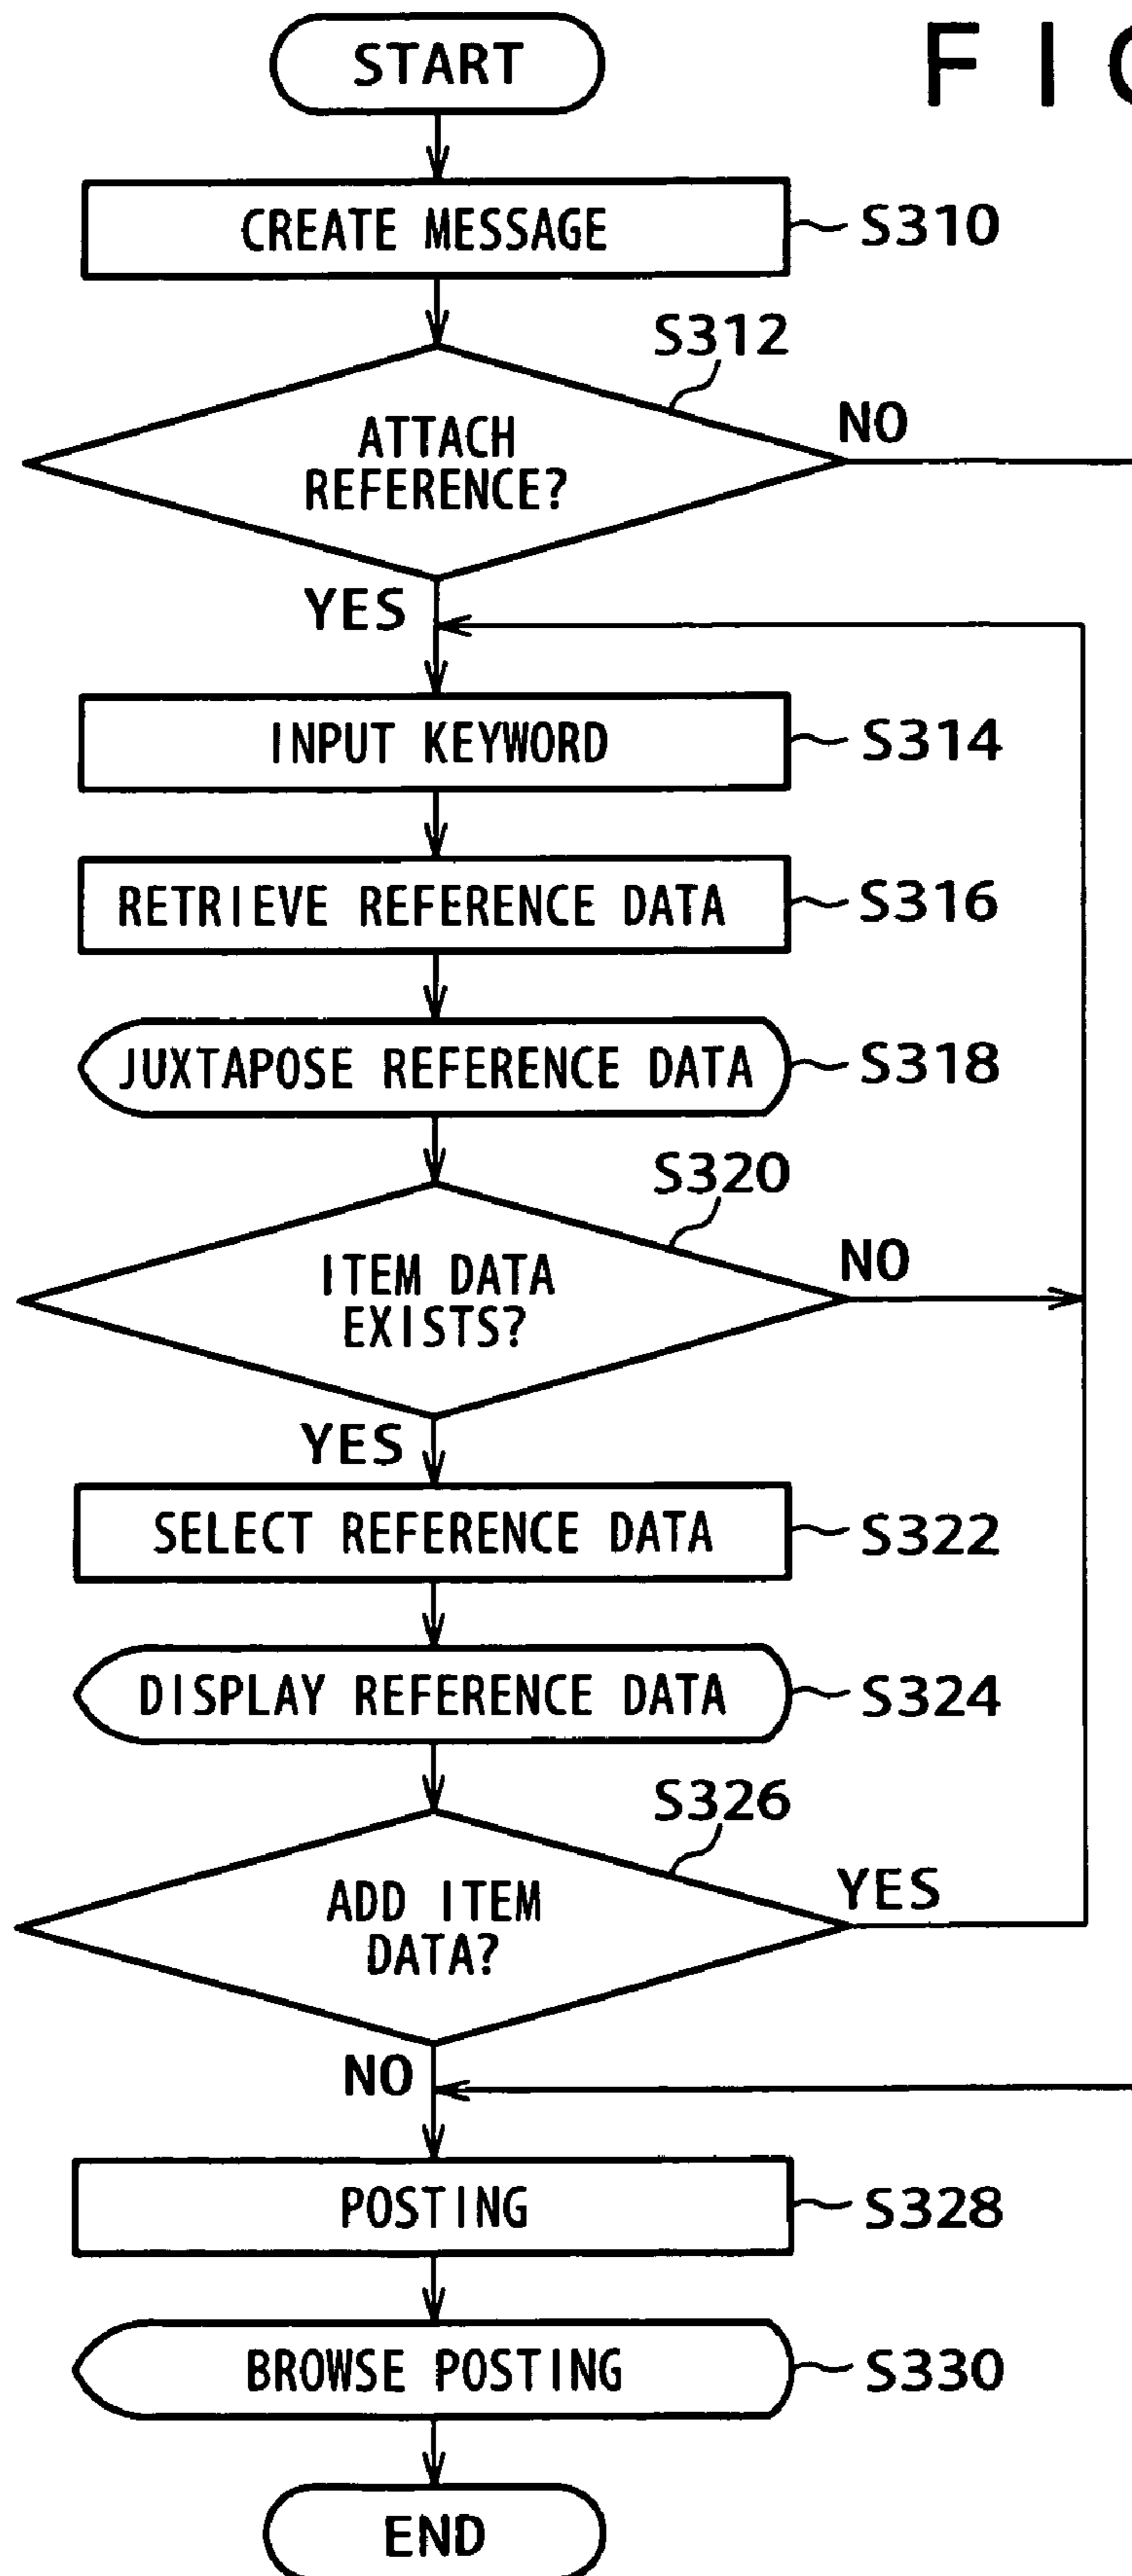 START
FI
CREATE MESSAGE
S310
S312
ATTACH
REFERENCE?
NO
YES
INPUT KEYWORD
S314
RETRIEVE REFERENCE DATA
S316
JUXTAPOSE REFERENCE DATA
S318
S320
ITEM DATA
EXISTS?
NO
YES
SELECT REFERENCE DATA
S322
DISPLAY REFERENCE DATA
S324
S326
ADD ITEM
DATA?
YES
NO
POSTING
S328
BROWSE POSTING
S330
END